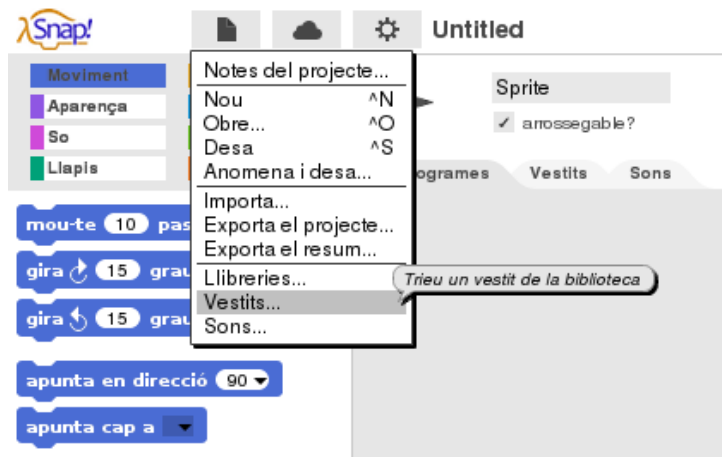 λSnap!
Untitled
Moviment
Aparença
So
Llapis
Notes del projecte...
Nou ^N
Obre... ^O
Desa ^S
Anomena i desa...
Importa...
Exporta el projecte...
Exporta el resum...
Llibreries...
Vestits...
Sons...
Trieu un vestit de la biblioteca
Sprite
✓ arrossegable?
ogrames Vestits Sons
mou-te 10 pas
gira 15 grau
gira 15 grau
apunta en direcció 90
apunta cap a